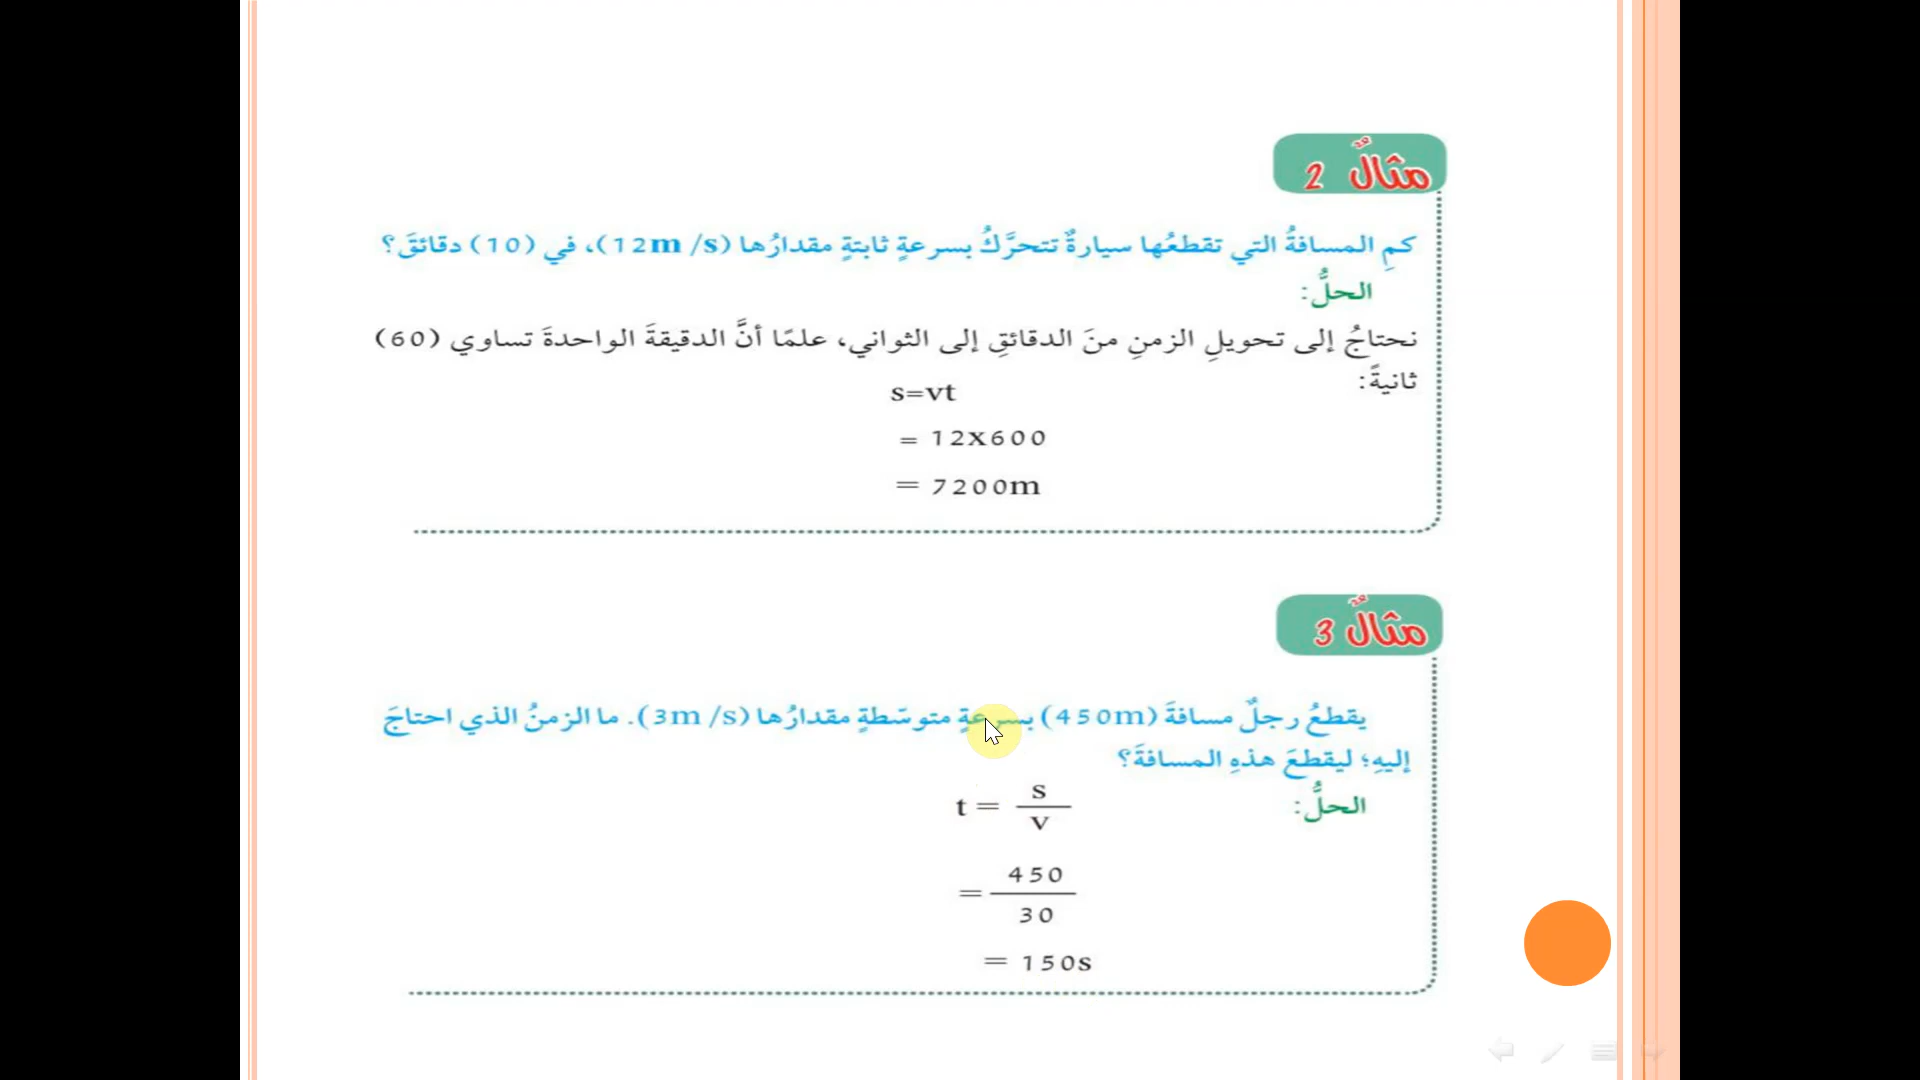 مثالٌ 2
كمِ المسافةُ التي تقطعُها سيارةٌ تتحرَّكُ بسرعةٍ ثابتةٍ مقدارُها (12m /s)، في (10) دقائقَ؟
الحلُّ:
نحتاجُ إلى تحويلِ الزمنِ منَ الدقائقِ إلى الثواني، علمًا أنَّ الدقيقةَ الواحدةَ تساوي (60)
ثانيةً:
s=vt
= 12x600
= 7200m
مثالٌ 3
يقطعُ رجلٌ مسافةَ (450m) بسرعةٍ متوسّطةٍ مقدارُها (3m /s). ما الزمنُ الذي احتاجَ
إليهِ؛ ليقطعَ هذهِ المسافةَ؟
الحلُّ:
t = s
v
= 450
30
= 150s